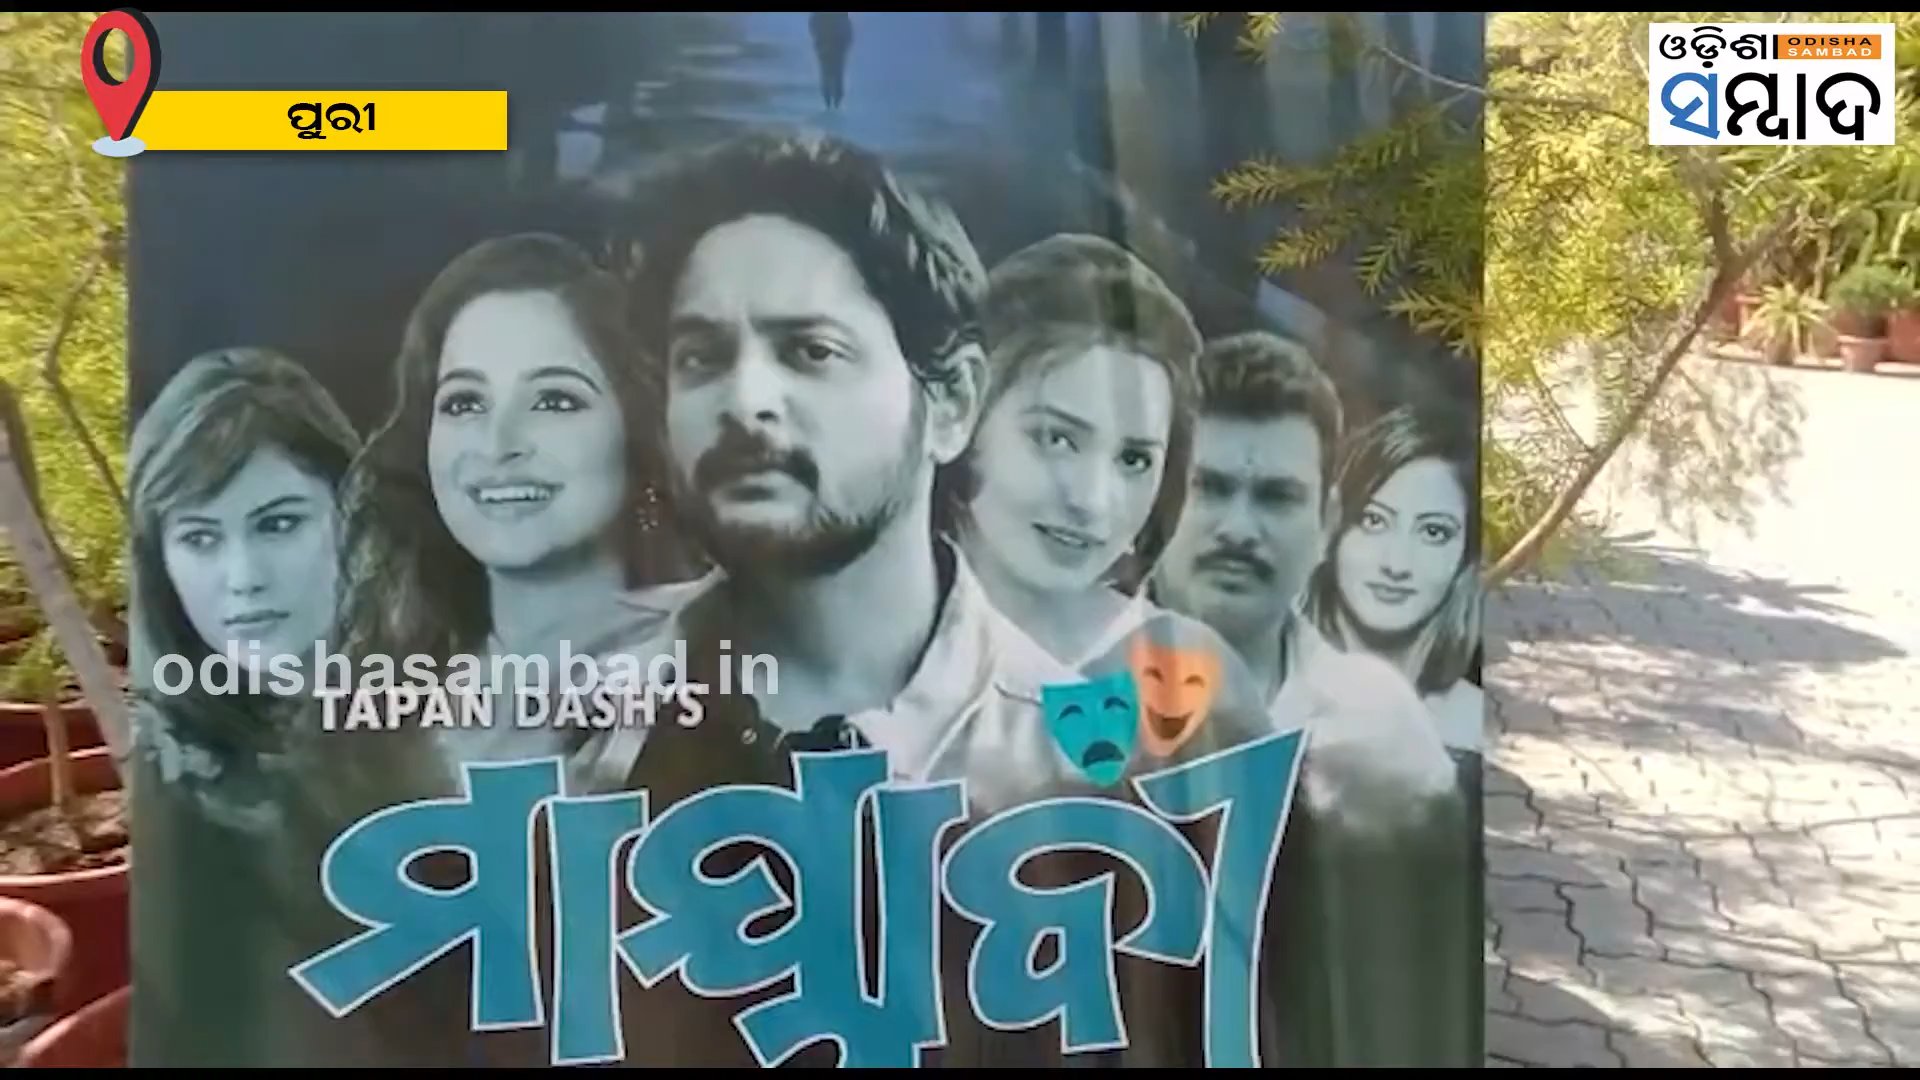 ପୁରୀ
ଓଡ଼ିଶା ODISHA SAMBAD
ସମ୍ବାଦ
odishasambad.in
TAPAN DASH'S
ମାୟାବୀ